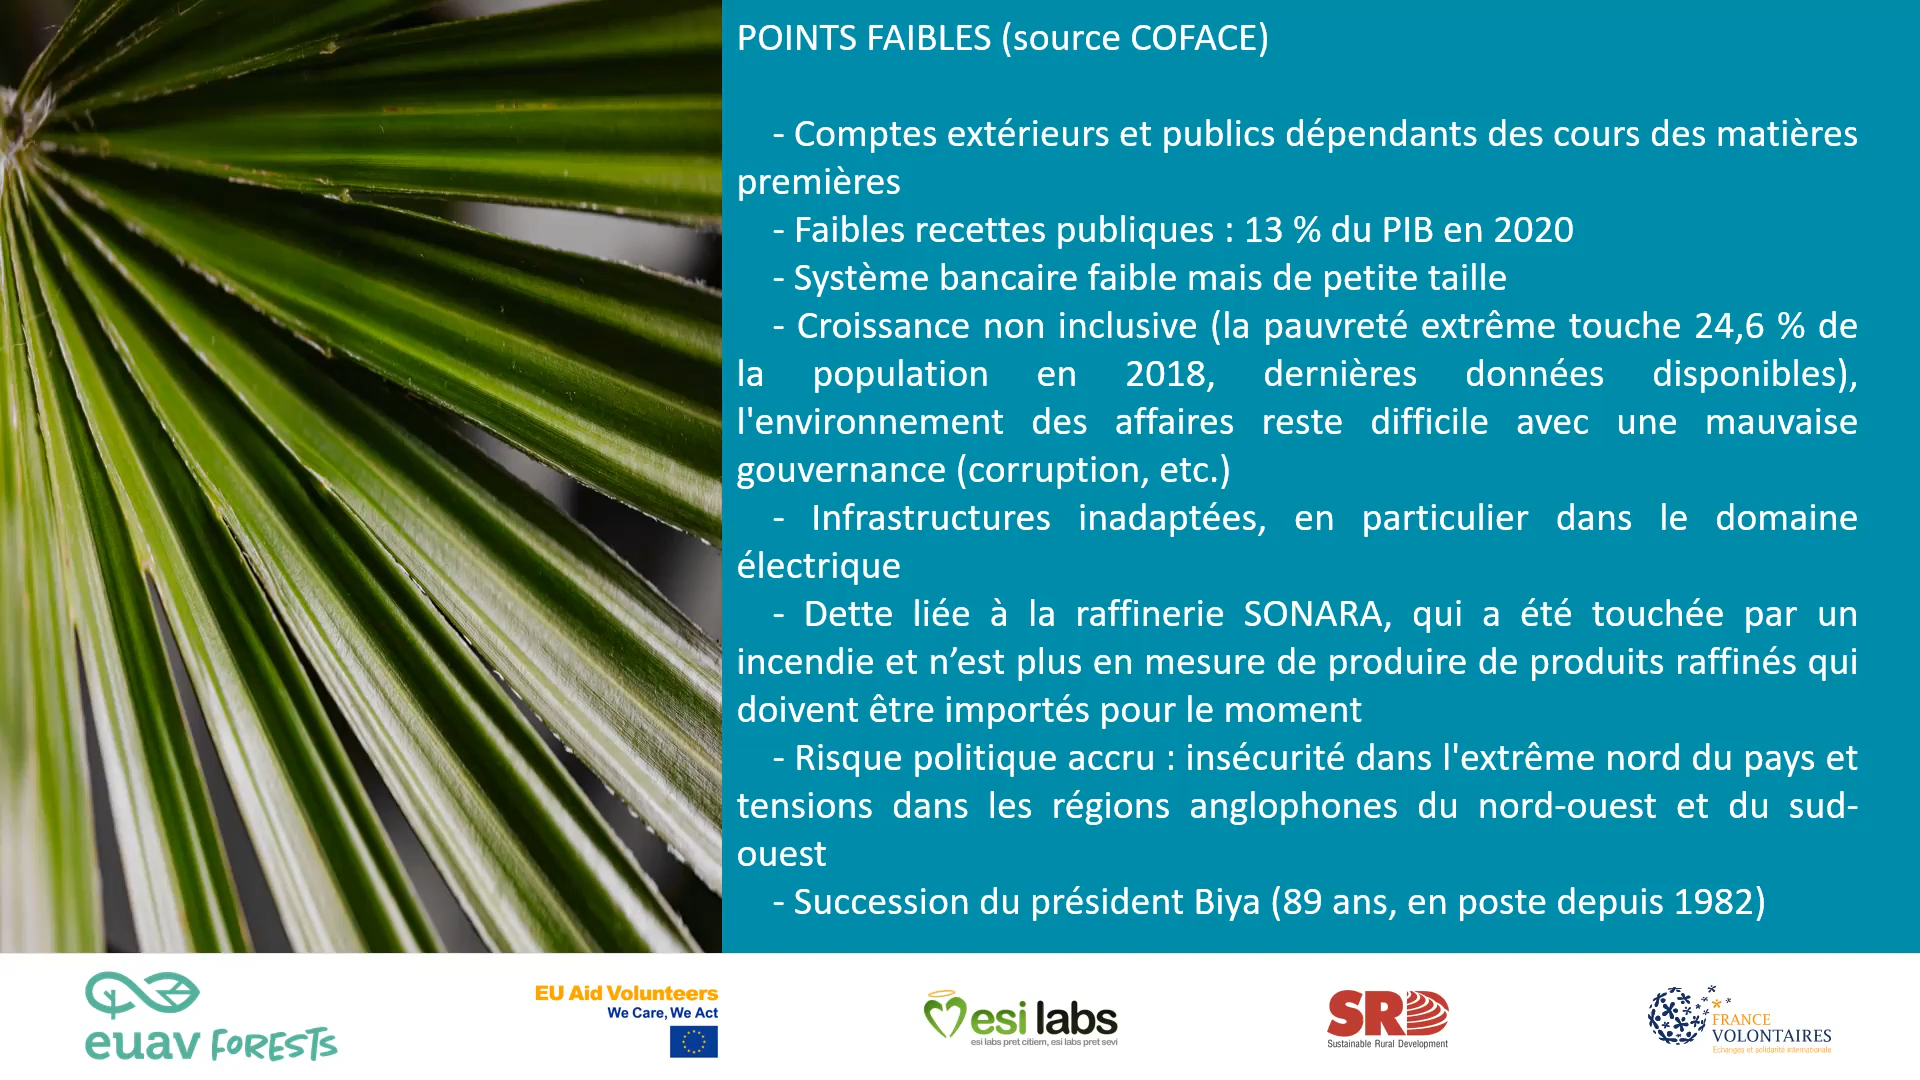 POINTS FAIBLES (source COFACE)
- Comptes extérieurs et publics dépendants des cours des matières
premières
- Faibles recettes publiques : 13 % du PIB en 2020
- Système bancaire faible mais de petite taille
- Croissance non inclusive (la pauvreté extrême touche 24,6 % de
la population en 2018, dernières données disponibles),
l'environnement des affaires reste difficile avec une mauvaise
gouvernance (corruption, etc.)
- Infrastructures inadaptées, en particulier dans le domaine
électrique
- Dette liée à la raffinerie SONARA, qui a été touchée par un
incendie et n’est plus en mesure de produire de produits raffinés qui
doivent être importés pour le moment
- Risque politique accru : insécurité dans l'extrême nord du pays et
tensions dans les régions anglophones du nord-ouest et du sud-
ouest
- Succession du président Biya (89 ans, en poste depuis 1982)
euav FORESTS
EU Aid Volunteers
We Care, We Act
esi labs
esi labs pret citiem, esi labs pret sevi
SRD
Sustainable Rural Development
FRANCE
VOLONTAIRES
Echanges et solidarité internationale